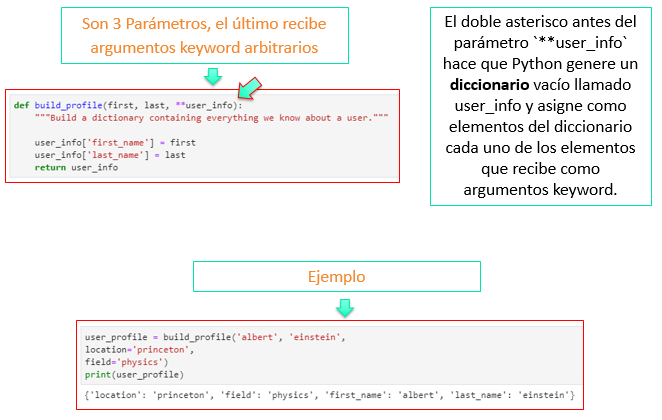 Son 3 Parámetros, el último recibe
argumentos keyword arbitrarios
def build_profile(first, last, **user_info):
    """Build a dictionary containing everything we know about a user."""
    user_info['first_name'] = first
    user_info['last_name'] = last
    return user_info
El doble asterisco antes del
parámetro `**user_info`
hace que Python genere un
diccionario vacío llamado
user_info y asigne como
elementos del diccionario
cada uno de los elementos
que recibe como
argumentos keyword.
Ejemplo
user_profile = build_profile('albert', 'einstein',
location='princeton',
field='physics')
print(user_profile)
{'location': 'princeton', 'field': 'physics', 'first_name': 'albert', 'last_name': 'einstein'}